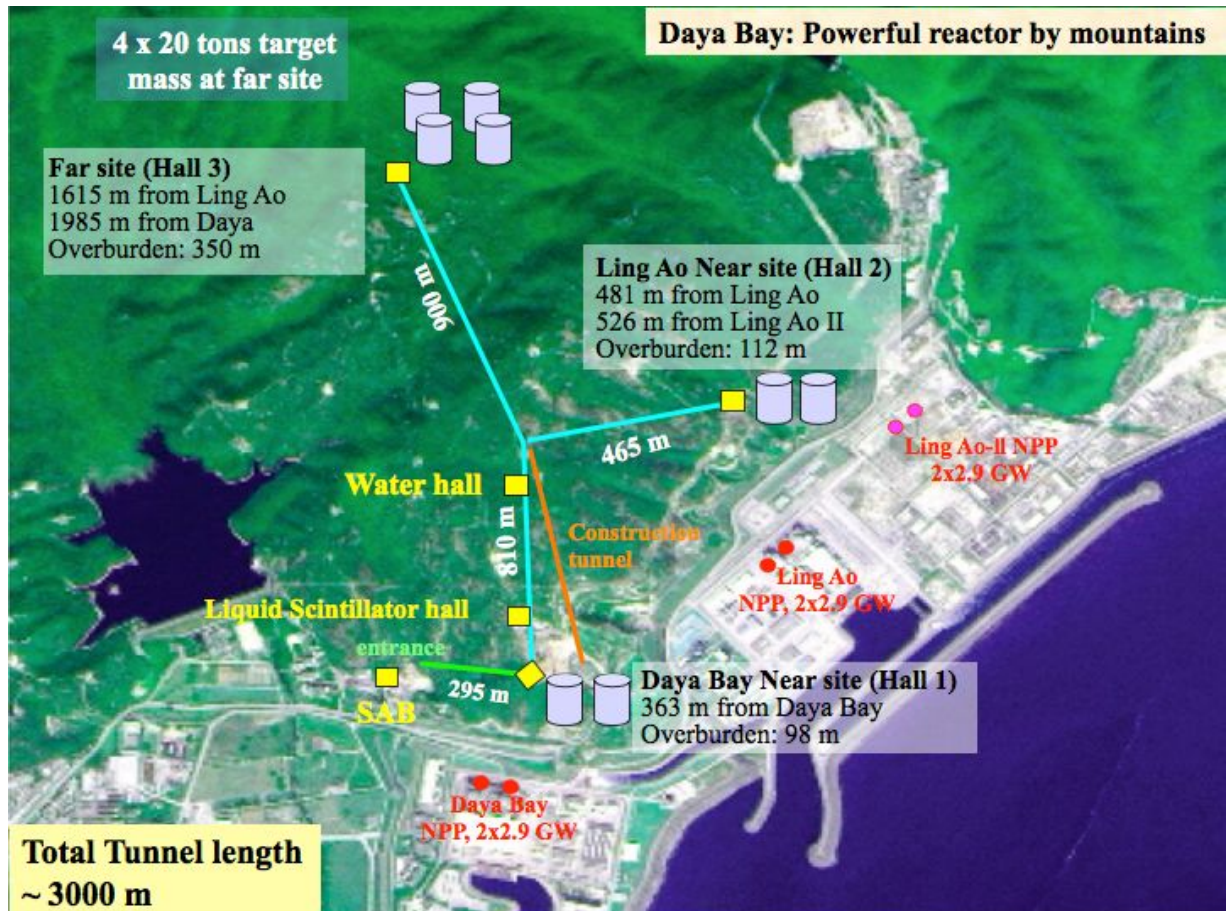 4 x 20 tons target
mass at far site
Daya Bay: Powerful reactor by mountains
Far site (Hall 3)
1615 m from Ling Ao
1985 m from Daya
Overburden: 350 m
900 m
Ling Ao Near site (Hall 2)
481 m from Ling Ao
526 m from Ling Ao II
Overburden: 112 m
465 m
Ling Ao-II NPP
2x2.9 GW
Water hall
810 m
Construction
tunnel
Ling Ao
NPP, 2x2.9 GW
Liquid Scintillator hall
entrance
295 m
SAB
Daya Bay Near site (Hall 1)
363 m from Daya Bay
Overburden: 98 m
Daya Bay
NPP, 2x2.9 GW
Total Tunnel length
~ 3000 m